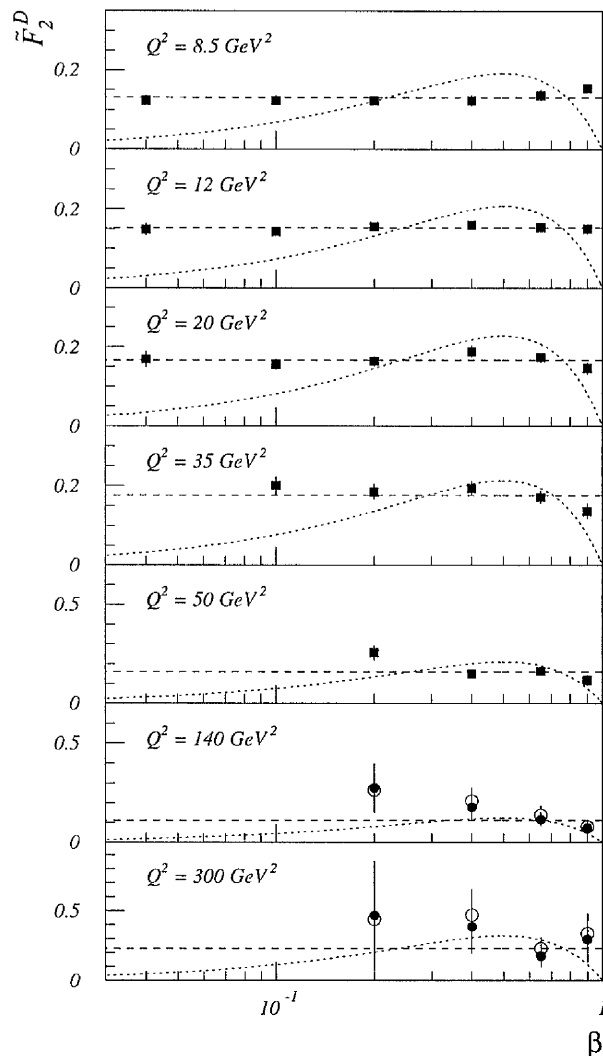 F̃₂ᴰ
Q² = 8.5 GeV²
0.2
0
Q² = 12 GeV²
0.2
0
Q² = 20 GeV²
0.2
0
Q² = 35 GeV²
0.2
0
Q² = 50 GeV²
0.5
0
Q² = 140 GeV²
0.5
0
Q² = 300 GeV²
0.5
0
10⁻¹ 1
β